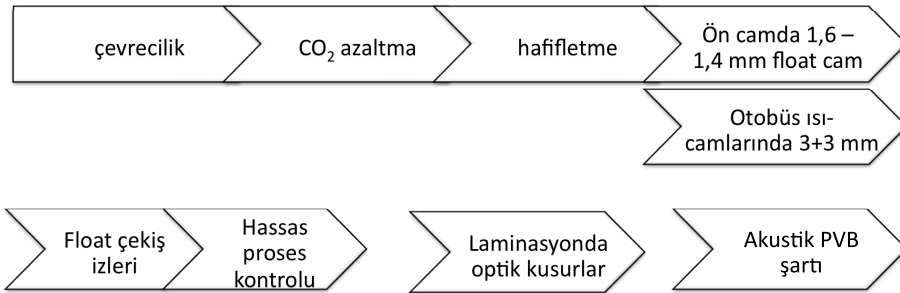 çevrecilik
CO₂ azaltma
hafifletme
Ön camda 1,6 –
1,4 mm float cam
Otobüs ısı-
camlarında 3+3 mm
Float çekiş
izleri
Hassas
proses
kontrolu
Laminasyonda
optik kusurlar
Akustik PVB
şartı